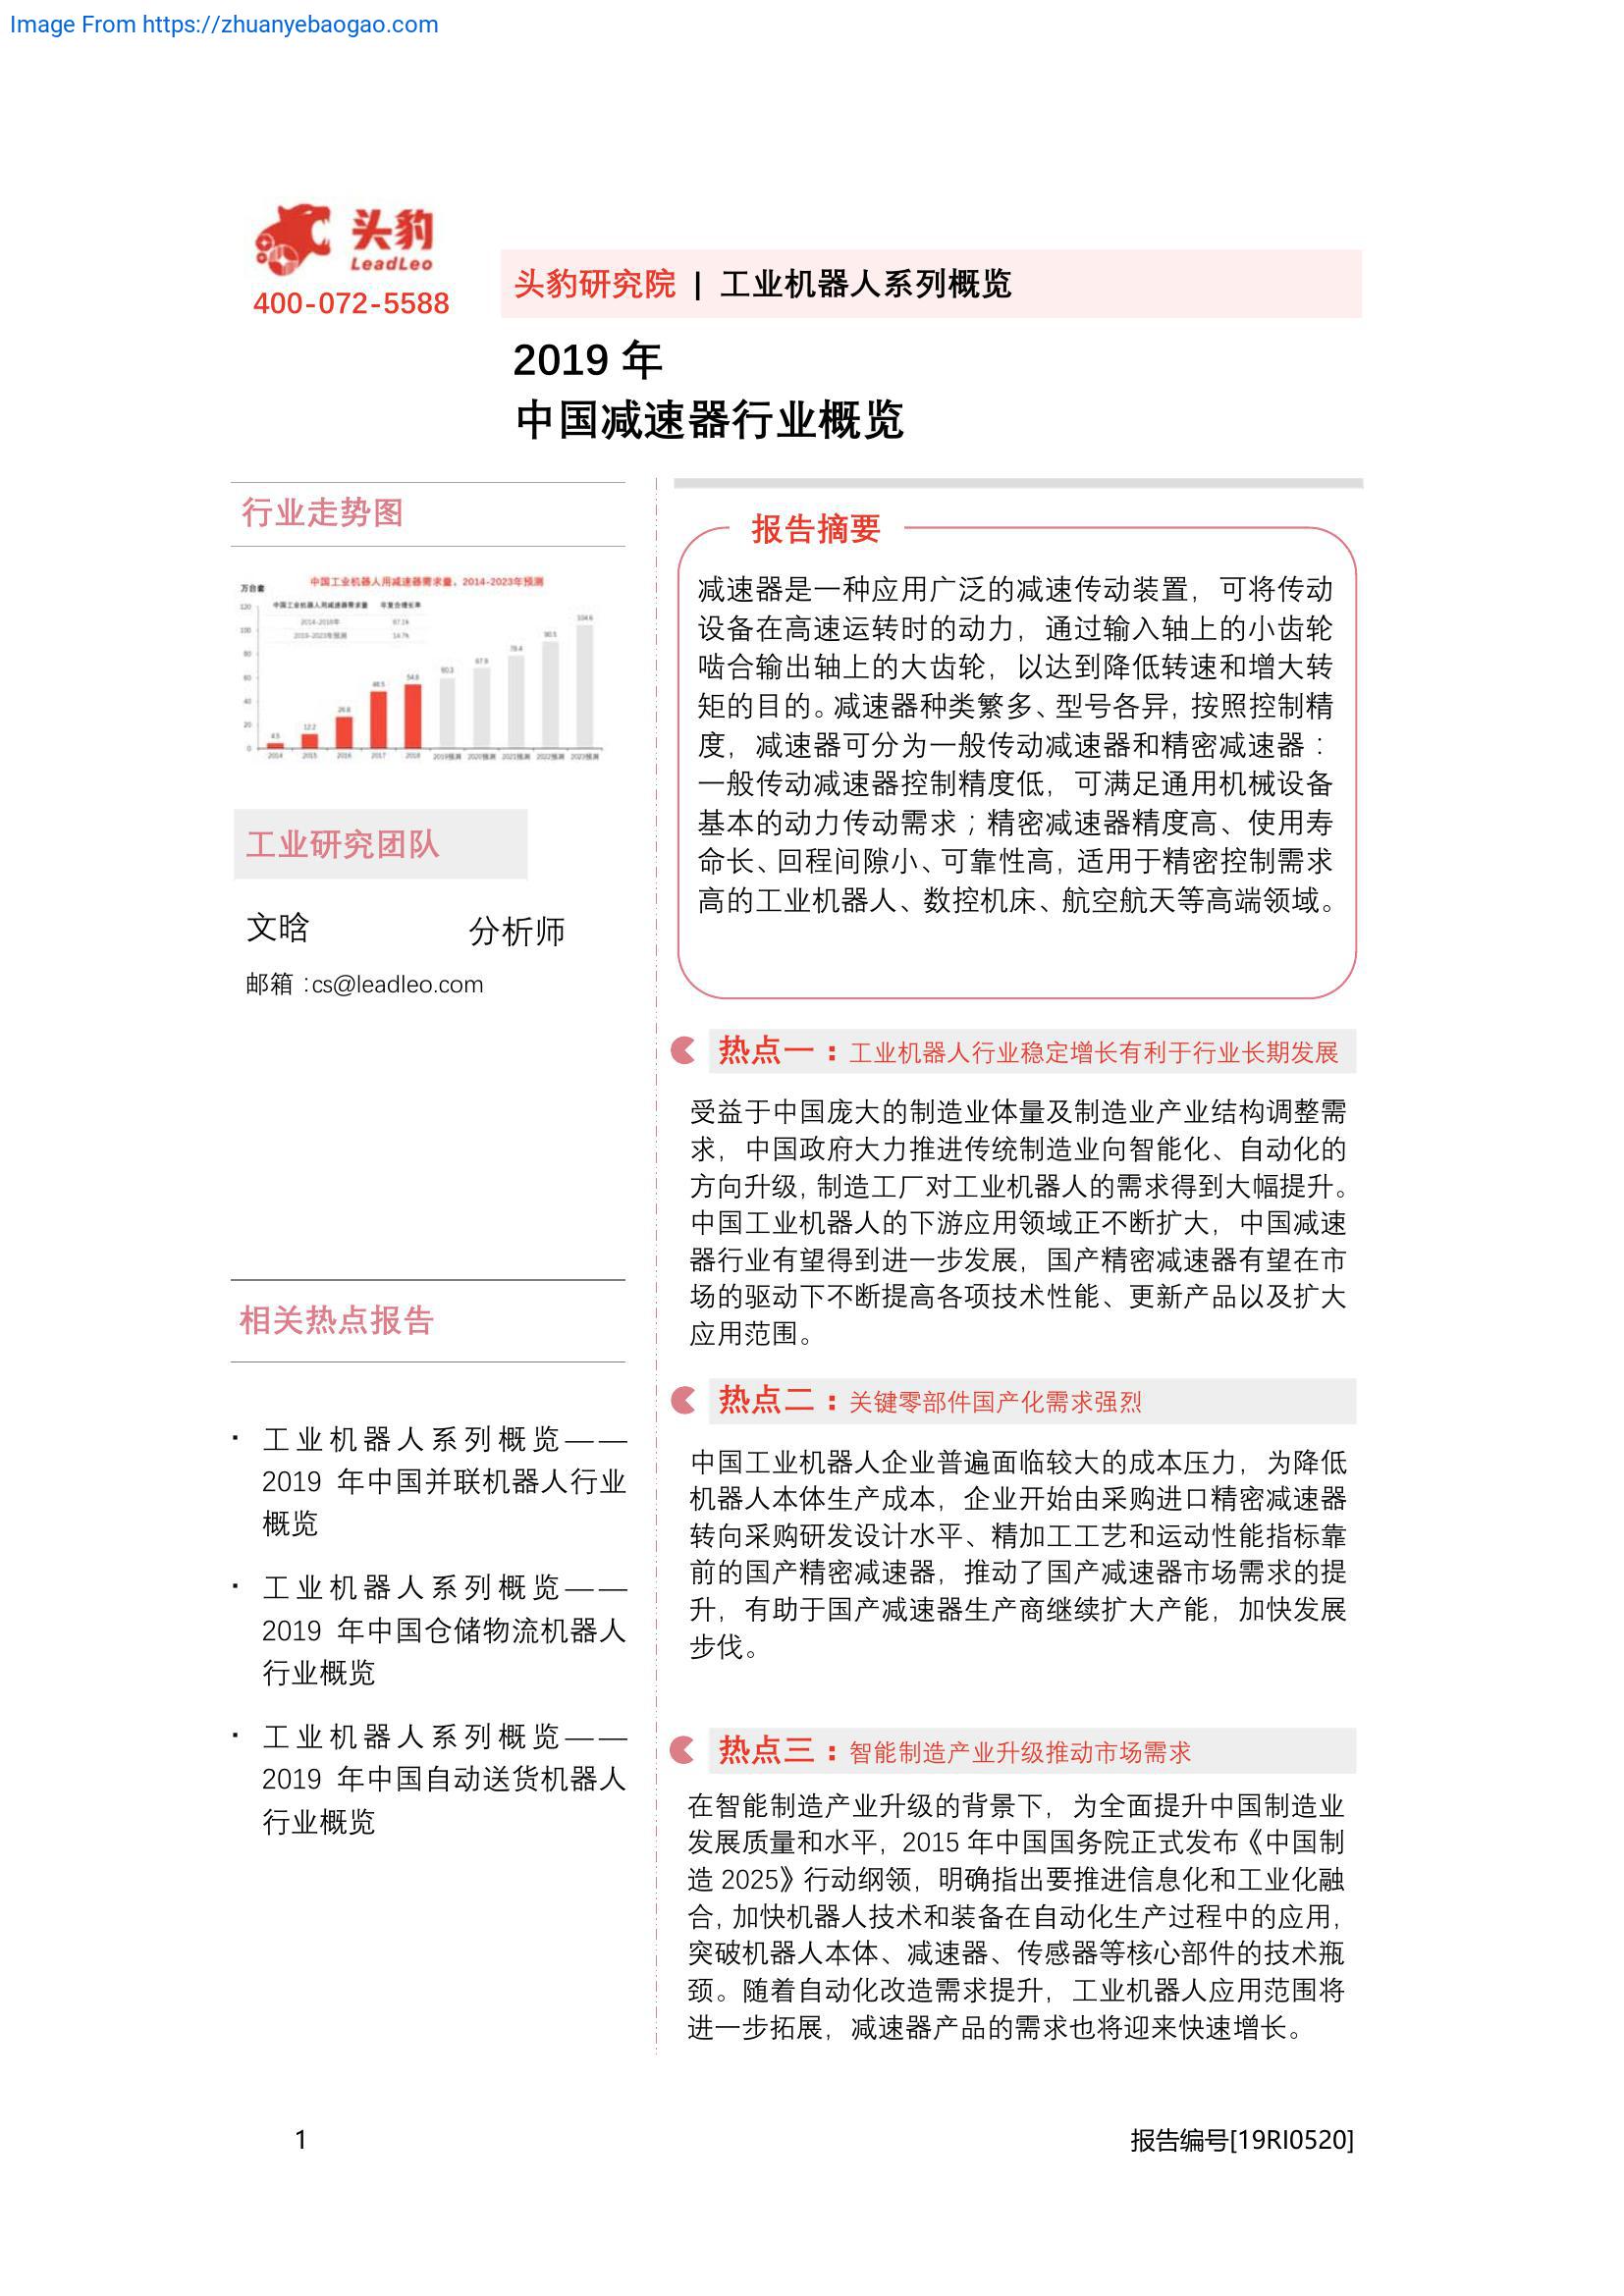 Image From https://zhuanyebaogao.com
头豹
LeadLeo
400-072-5588
头豹研究院 | 工业机器人系列概览
2019 年
中国减速器行业概览
行业走势图
中国工业机器人用减速器需求量，2014-2023年预测
万台套
中国工业机器人用减速器需求量 年复合增长率
2014-2018年 87.1%
2018-2023年预测 14.7%
120
100
80
60
40
20
0
4.5
12.2
26.8
48.5
54.6
60.3
67.9
78.4
90.5
104.6
2014 2015 2016 2017 2018 2019预测 2020预测 2021预测 2022预测 2023预测
工业研究团队
文晗 分析师
邮箱：cs@leadleo.com
相关热点报告
· 工业机器人系列概览——
2019 年中国并联机器人行业
概览
· 工业机器人系列概览——
2019 年中国仓储物流机器人
行业概览
· 工业机器人系列概览——
2019 年中国自动送货机器人
行业概览
报告摘要
减速器是一种应用广泛的减速传动装置，可将传动
设备在高速运转时的动力，通过输入轴上的小齿轮
啮合输出轴上的大齿轮，以达到降低转速和增大转
矩的目的。减速器种类繁多、型号各异，按照控制精
度，减速器可分为一般传动减速器和精密减速器：
一般传动减速器控制精度低，可满足通用机械设备
基本的动力传动需求；精密减速器精度高、使用寿
命长、回程间隙小、可靠性高，适用于精密控制需求
高的工业机器人、数控机床、航空航天等高端领域。
热点一：工业机器人行业稳定增长有利于行业长期发展
受益于中国庞大的制造业体量及制造业产业结构调整需
求，中国政府大力推进传统制造业向智能化、自动化的
方向升级，制造工厂对工业机器人的需求得到大幅提升。
中国工业机器人的下游应用领域正不断扩大，中国减速
器行业有望得到进一步发展，国产精密减速器有望在市
场的驱动下不断提高各项技术性能、更新产品以及扩大
应用范围。
热点二：关键零部件国产化需求强烈
中国工业机器人企业普遍面临较大的成本压力，为降低
机器人本体生产成本，企业开始由采购进口精密减速器
转向采购研发设计水平、精加工工艺和运动性能指标靠
前的国产精密减速器，推动了国产减速器市场需求的提
升，有助于国产减速器生产商继续扩大产能，加快发展
步伐。
热点三：智能制造产业升级推动市场需求
在智能制造产业升级的背景下，为全面提升中国制造业
发展质量和水平，2015 年中国国务院正式发布《中国制
造 2025》行动纲领，明确指出要推进信息化和工业化融
合，加快机器人技术和装备在自动化生产过程中的应用，
突破机器人本体、减速器、传感器等核心部件的技术瓶
颈。随着自动化改造需求提升，工业机器人应用范围将
进一步拓展，减速器产品的需求也将迎来快速增长。
1
报告编号[19RI0520]